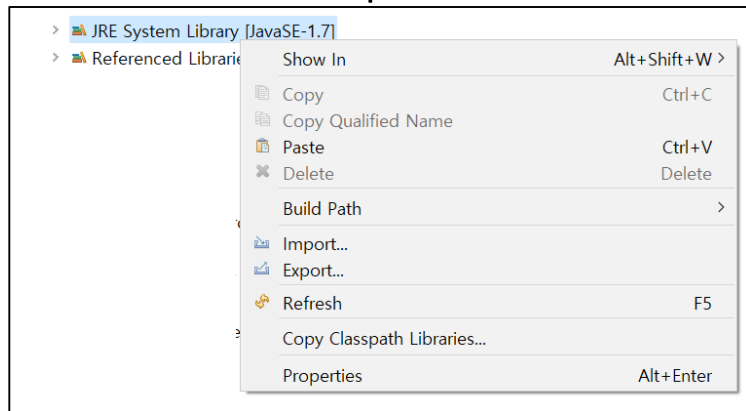 JRE System Library [JavaSE-1.7]
Referenced Librarie
Show In Alt+Shift+W >
Copy Ctrl+C
Copy Qualified Name
Paste Ctrl+V
Delete Delete
Build Path >
Import...
Export...
Refresh F5
Copy Classpath Libraries...
Properties Alt+Enter